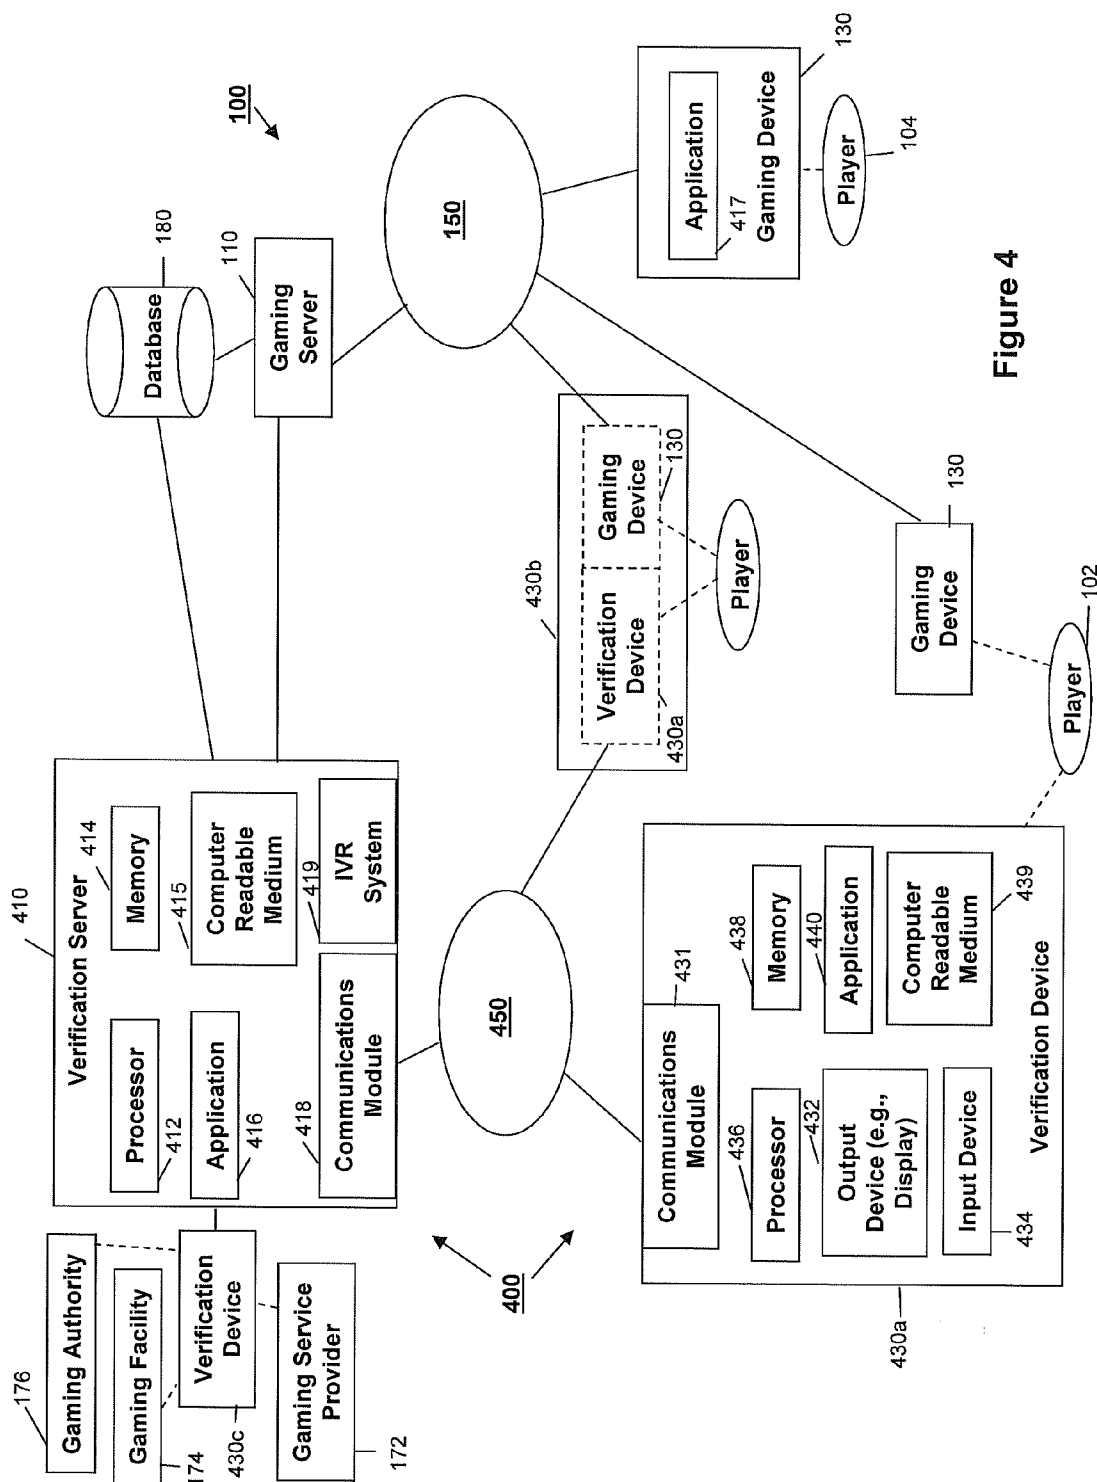 176
Gaming Authority
Gaming Facility
174
Verification
Device
430c
Gaming Service
Provider
172
410
Verification Server
Processor
412
Memory
414
Application
416
415
Computer
Readable
Medium
418
Communications
Module
419
IVR
System
Database
180
110
Gaming
Server
100
400
450
150
430b
Verification
Device
Gaming
Device
430a
130
Player
Application
417
Gaming Device
130
Player
104
Communications
Module
431
436
Processor
438
Memory
432
Output
Device (e.g.,
Display)
440
Application
Input Device
434
Computer
Readable
Medium
439
Verification Device
430a
Gaming
Device
130
Player
102
Figure 4